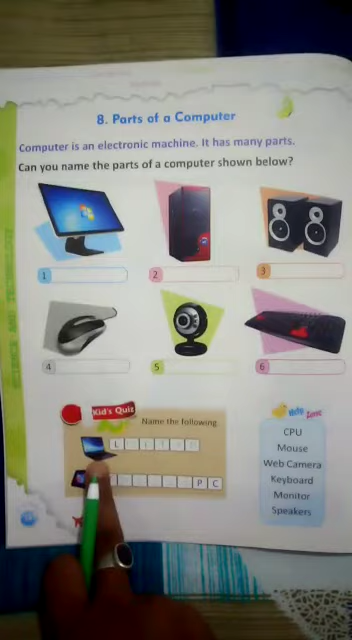 8. Parts of a Computer
Computer is an electronic machine. It has many parts.
Can you name the parts of a computer shown below?
1
2
3
4
5
6
Kid's Quiz
Name the following.
L
P C
Help Zone
CPU
Mouse
Web Camera
Keyboard
Monitor
Speakers